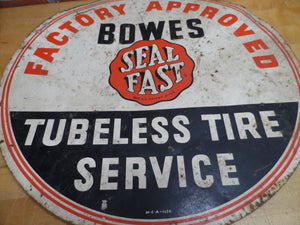 FACTORY APPROVED
BOWES
SEAL
FAST
TUBELESS TIRE
SERVICE